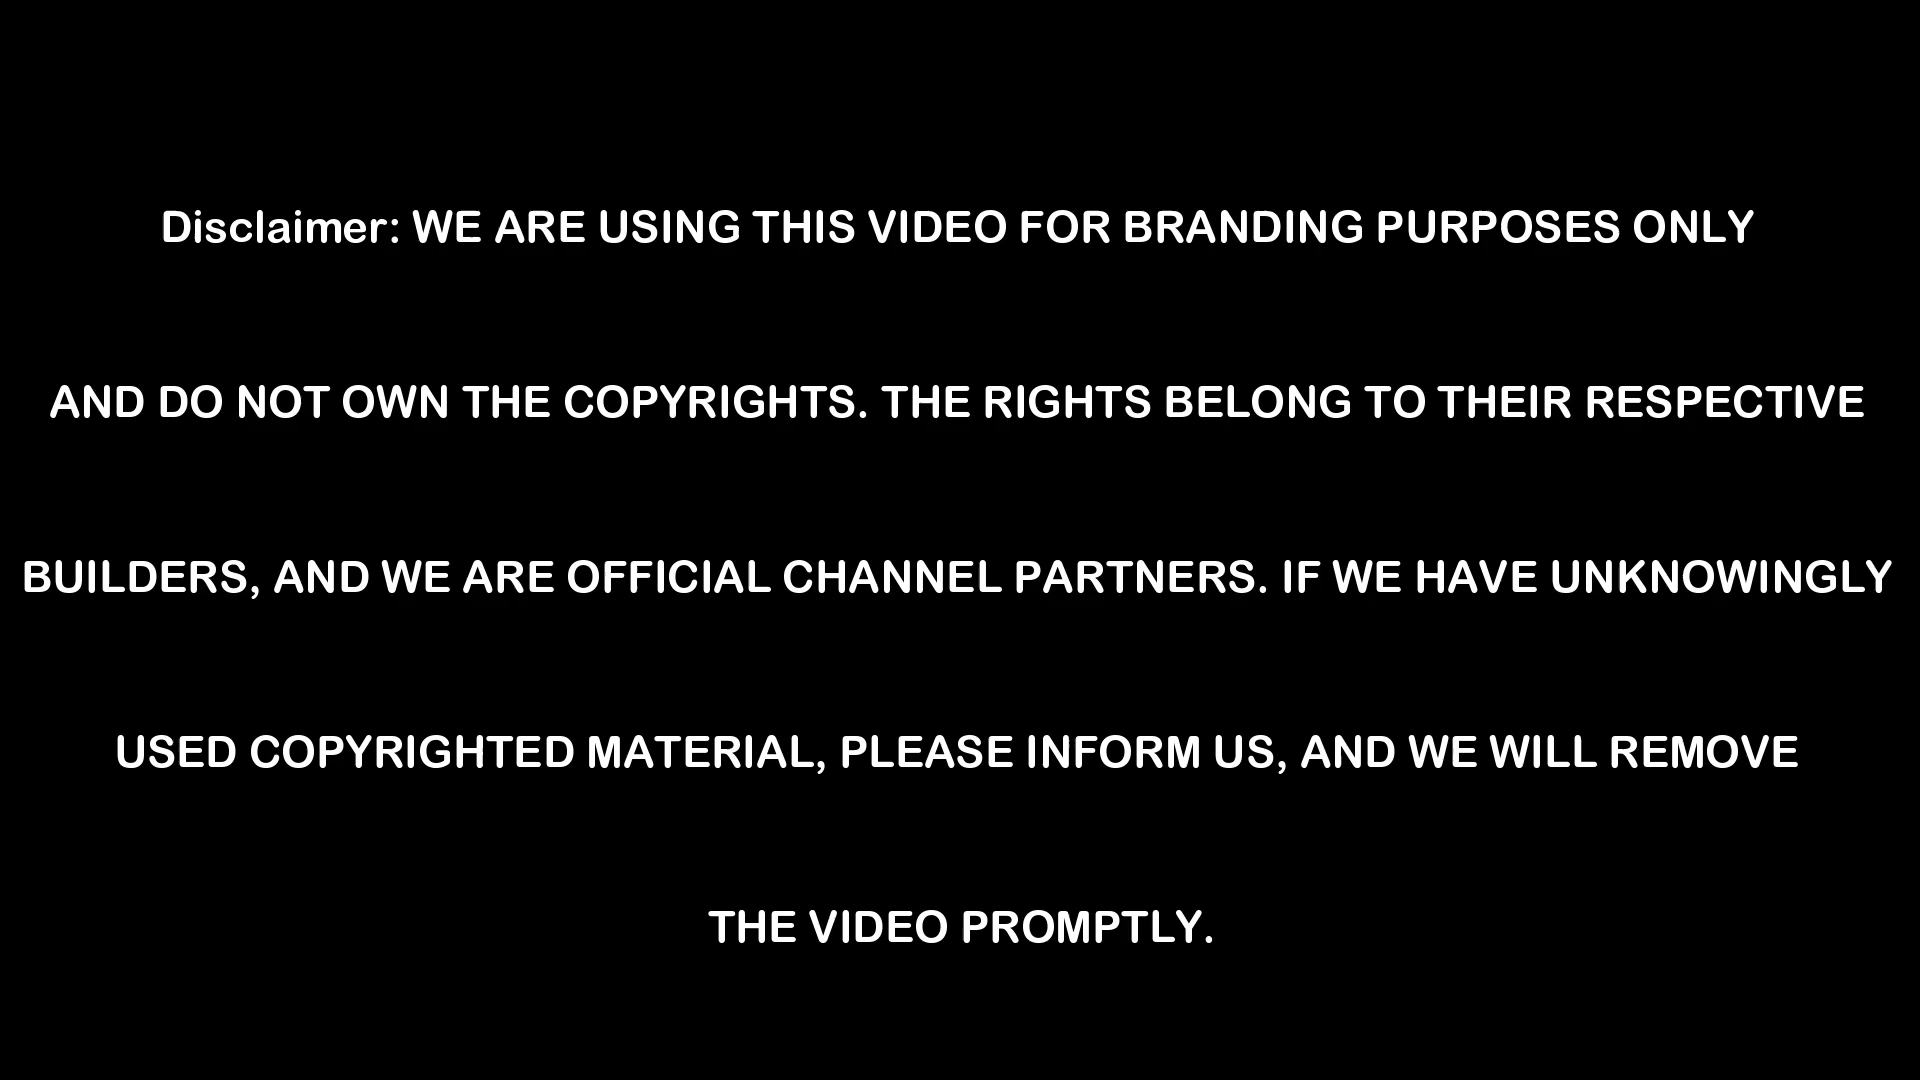 Disclaimer: WE ARE USING THIS VIDEO FOR BRANDING PURPOSES ONLY
AND DO NOT OWN THE COPYRIGHTS. THE RIGHTS BELONG TO THEIR RESPECTIVE
BUILDERS, AND WE ARE OFFICIAL CHANNEL PARTNERS. IF WE HAVE UNKNOWINGLY
USED COPYRIGHTED MATERIAL, PLEASE INFORM US, AND WE WILL REMOVE
THE VIDEO PROMPTLY.